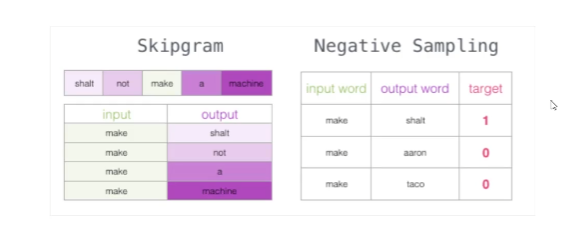 Skipgram
shalt not make a machine
input output
make shalt
make not
make a
make machine
Negative Sampling
input word output word target
make shalt 1
make aaron 0
make taco 0